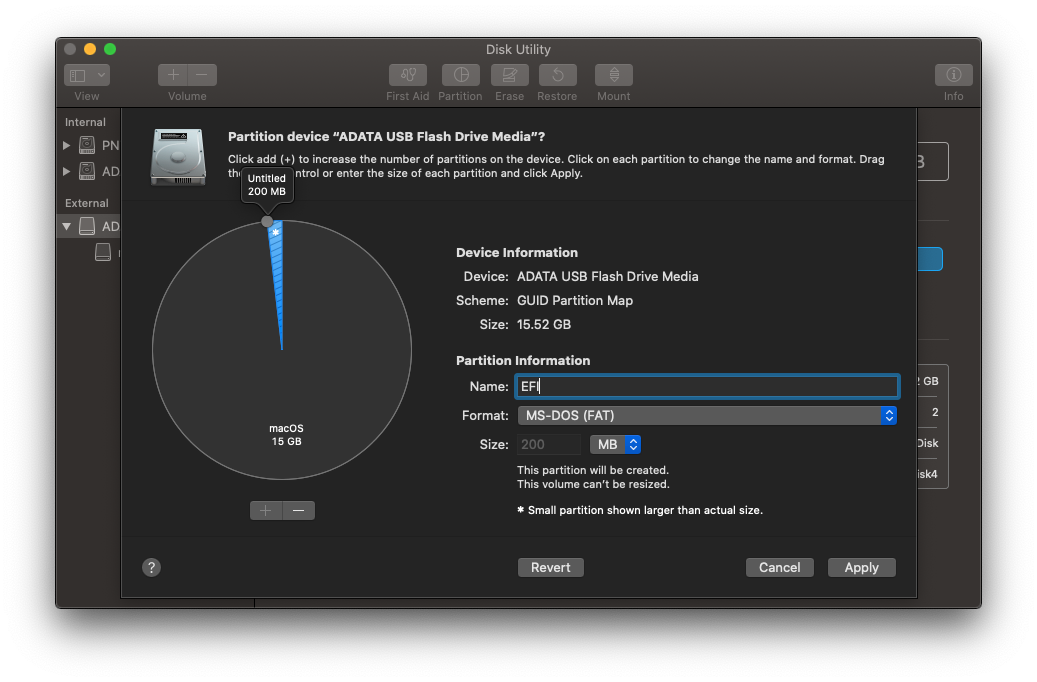 Disk Utility
View
Volume
First Aid
Partition
Erase
Restore
Mount
Info
Internal
PN
AD
External
AD
Partition device “ADATA USB Flash Drive Media”?
Click add (+) to increase the number of partitions on the device. Click on each partition to change the name and format. Drag
ntrol or enter the size of each partition and click Apply.
Untitled
200 MB
*
macOS
15 GB
+ −
Device Information
Device: ADATA USB Flash Drive Media
Scheme: GUID Partition Map
Size: 15.52 GB
Partition Information
Name: EFI
Format: MS-DOS (FAT)
Size: 200 MB
This partition will be created.
This volume can’t be resized.
* Small partition shown larger than actual size.
GB
2
Disk
isk4
?
Revert
Cancel
Apply